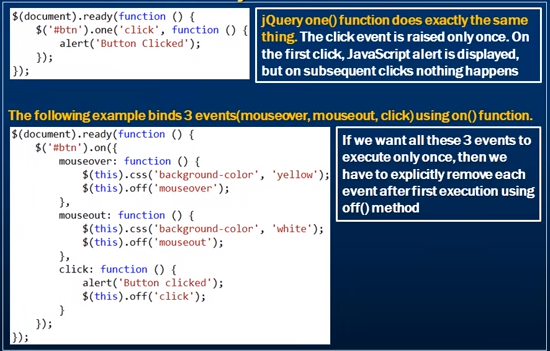 $(document).ready(function () {
    $('#btn').one('click', function () {
        alert('Button Clicked');
    });
});
jQuery one() function does exactly the same
thing. The click event is raised only once. On
the first click, JavaScript alert is displayed,
but on subsequent clicks nothing happens
The following example binds 3 events(mouseover, mouseout, click) using on() function.
$(document).ready(function () {
    $('#btn').on({
        mouseover: function () {
            $(this).css('background-color', 'yellow');
            $(this).off('mouseover');
        },
        mouseout: function () {
            $(this).css('background-color', 'white');
            $(this).off('mouseout');
        },
        click: function () {
            alert('Button clicked');
            $(this).off('click');
        }
    });
});
If we want all these 3 events to
execute only once, then we
have to explicitly remove each
event after first execution using
off() method